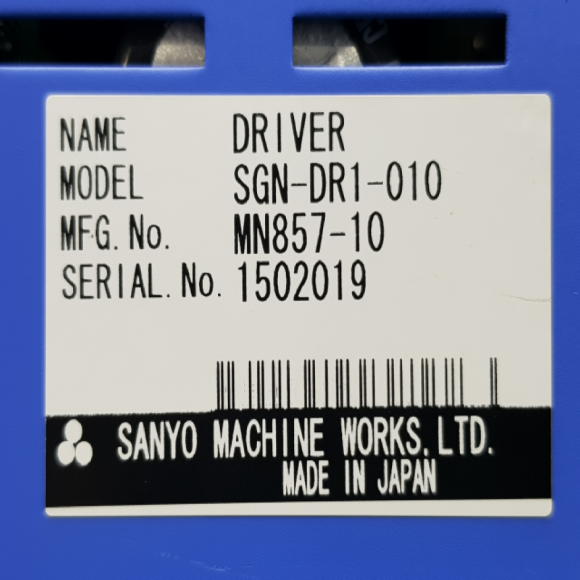 NAME DRIVER
MODEL SGN-DR1-010
MFG. No. MN857-10
SERIAL. No. 1502019
SANYO MACHINE WORKS, LTD.
MADE IN JAPAN